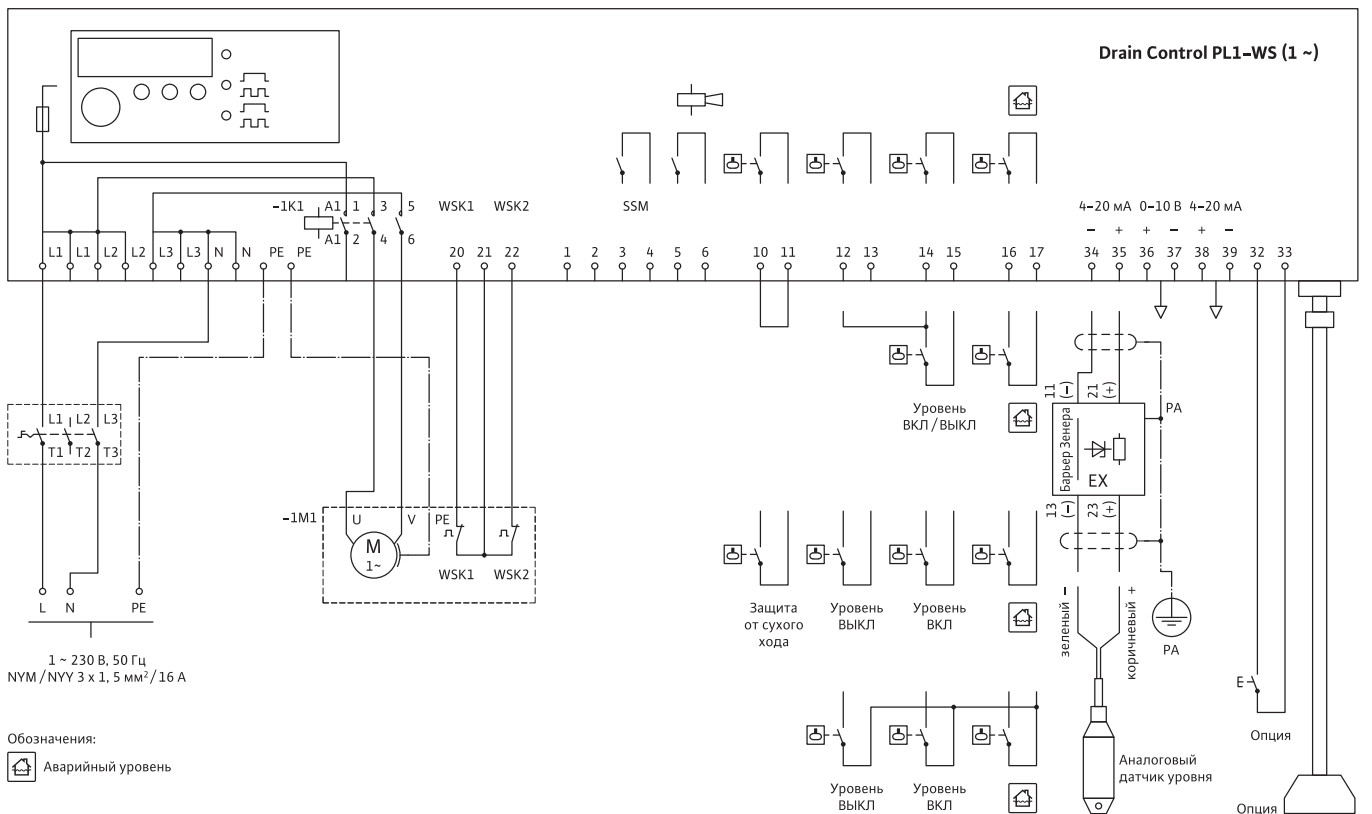 Drain Control PL1-WS (1 ~)
-1K1 A1 1 3 5 WSK1 WSK2 SSM 4–20 мА 0–10 В 4–20 мА
A1 2 4 6 − + + − + −
L1 L1 L2 L2 L3 L3 N N PE PE 20 21 22 1 2 3 4 5 6 10 11 12 13 14 15 16 17 34 35 36 37 38 39 32 33
L1 L2 L3
T1 T2 T3
Уровень
ВКЛ / ВЫКЛ
11 (−) 21 (+)
PA
Барьер Зенера
EX
13 (−) 23 (+)
-1M1 U V PE
M
1~
WSK1 WSK2
L N PE
1 ~ 230 В, 50 Гц
NYM / NYY 3 x 1, 5 мм² / 16 А
Защита
от сухого
хода
Уровень
ВЫКЛ
Уровень
ВКЛ
зеленый −
коричневый +
PA
E
Опция
Обозначения:
Аварийный уровень
Уровень
ВЫКЛ
Уровень
ВКЛ
Аналоговый
датчик уровня
Опция